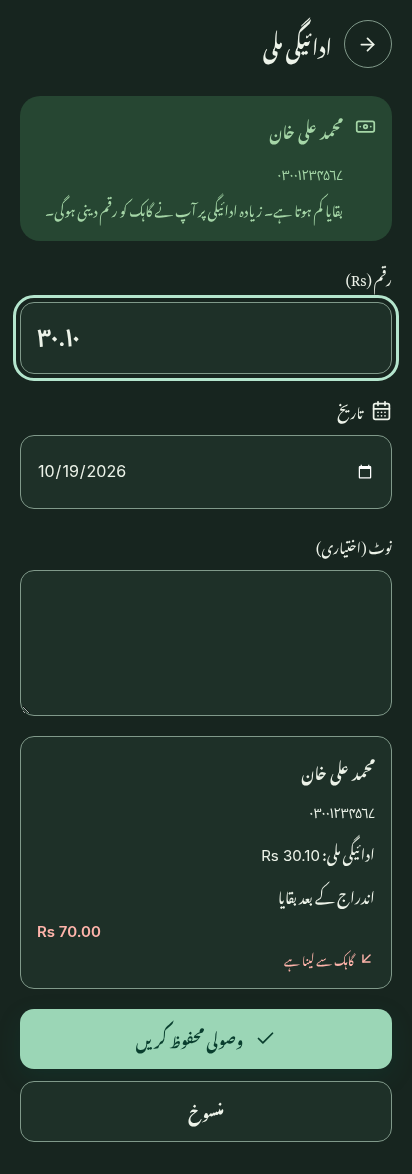 ادائیگی ملی
محمد علی خان
۰۳۰۰۱۲۳۴۵۶۷
بقایا کم ہوتا ہے۔ زیادہ ادائیگی پر آپ نے گاہک کو رقم دینی ہوگی۔
رقم (Rs)
۳۰.۱۰
تاریخ
10/19/2026
نوٹ (اختیاری)
محمد علی خان
۰۳۰۰۱۲۳۴۵۶۷
ادائیگی ملی: Rs 30.10
اندراج کے بعد بقایا
Rs 70.00
گاہک سے لینا ہے
وصولی محفوظ کریں
منسوخ